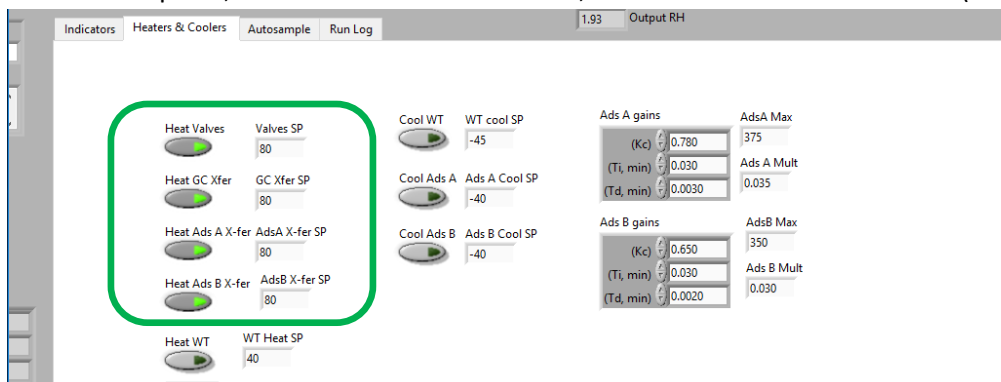 1.93 Output RH
Indicators Heaters & Coolers Autosample Run Log
Heat Valves Valves SP
80
Heat GC Xfer GC Xfer SP
80
Heat Ads A X-fer AdsA X-fer SP
80
Heat Ads B X-fer AdsB X-fer SP
80
Heat WT WT Heat SP
40
Cool WT WT cool SP
-45
Cool Ads A Ads A Cool SP
-40
Cool Ads B Ads B Cool SP
-40
Ads A gains
(Kc) 0.780
(Ti, min) 0.030
(Td, min) 0.0030
AdsA Max
375
Ads A Mult
0.035
Ads B gains
(Kc) 0.650
(Ti, min) 0.030
(Td, min) 0.0020
AdsB Max
350
Ads B Mult
0.030